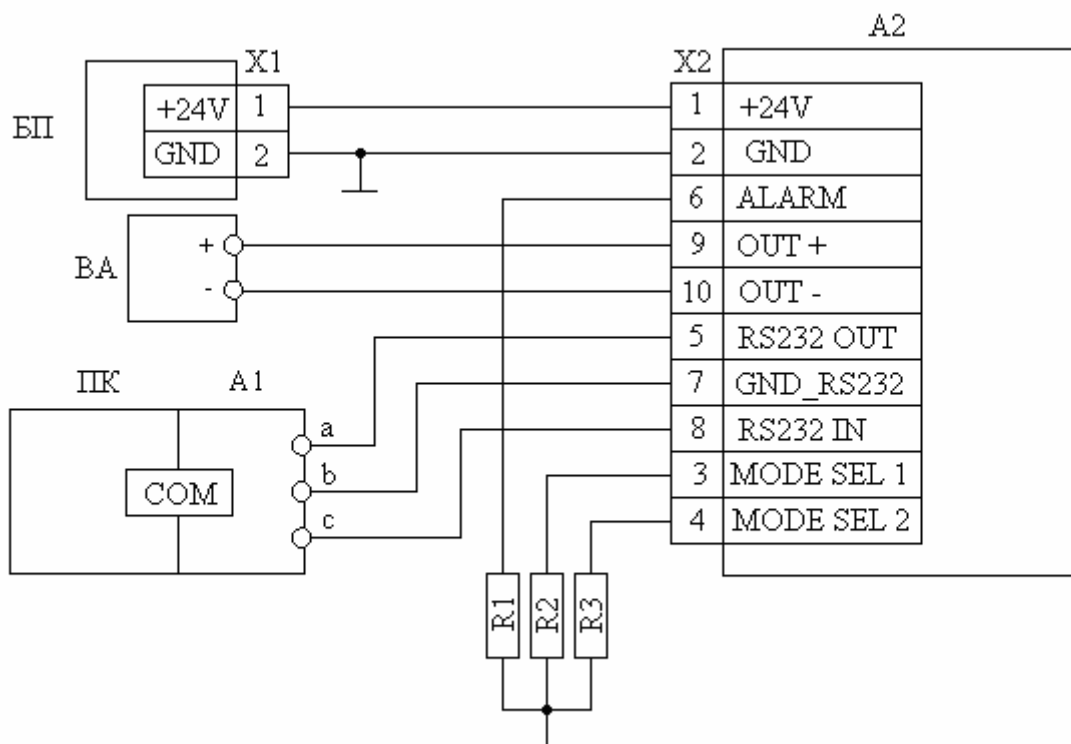 A2
X1
X2
БП
+24V 1
GND 2
1 +24V
2 GND
6 ALARM
9 OUT +
10 OUT -
5 RS232 OUT
7 GND_RS232
8 RS232 IN
3 MODE SEL 1
4 MODE SEL 2
ВА
+
-
ПК
A1
COM
a
b
c
R1
R2
R3